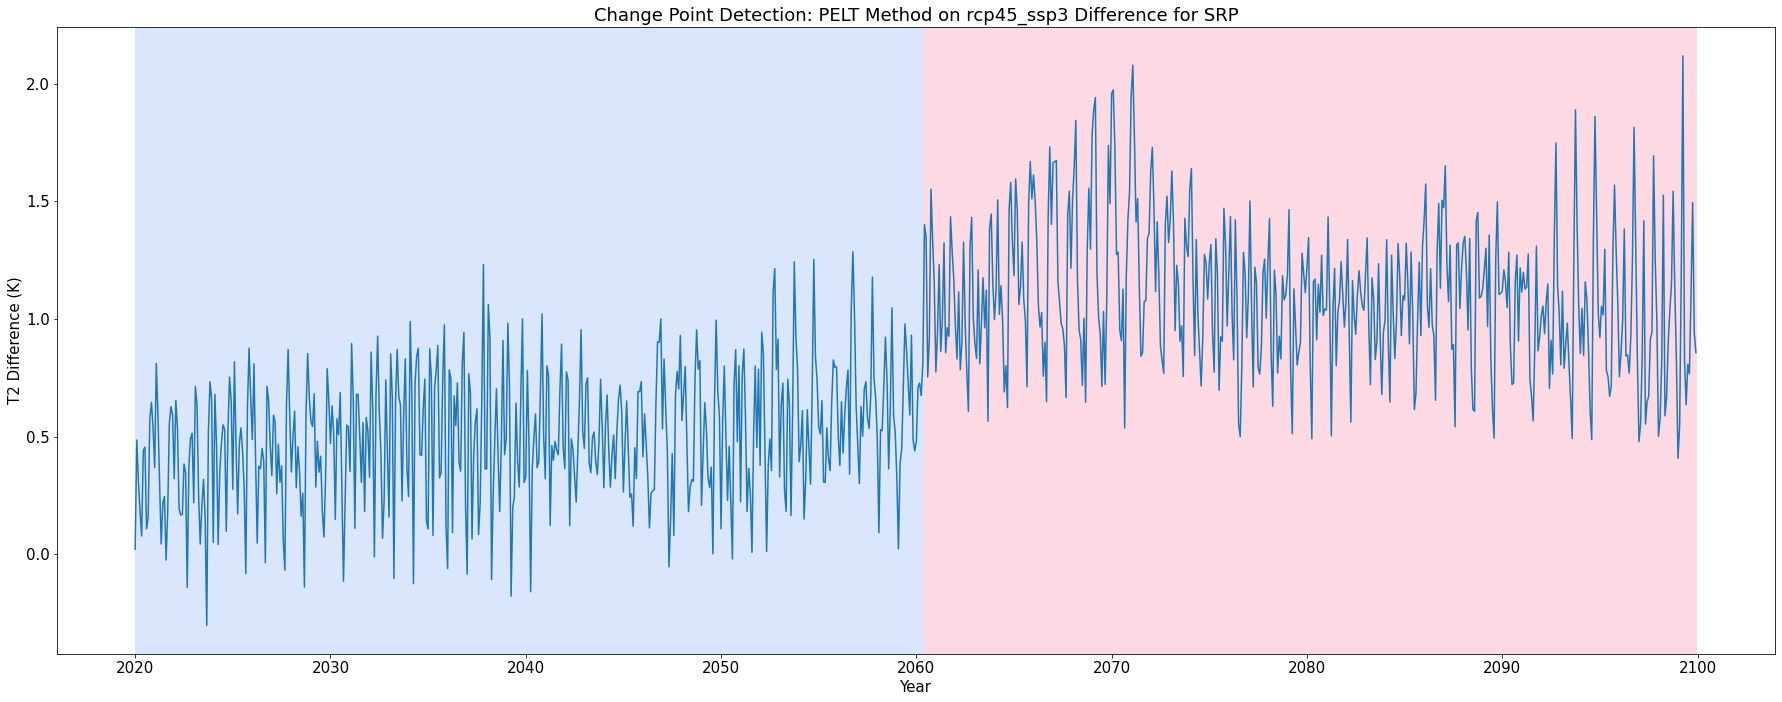 Change Point Detection: PELT Method on rcp45_ssp3 Difference for SRP
T2 Difference (K)
2.0
1.5
1.0
0.5
0.0
2020 2030 2040 2050 2060 2070 2080 2090 2100
Year